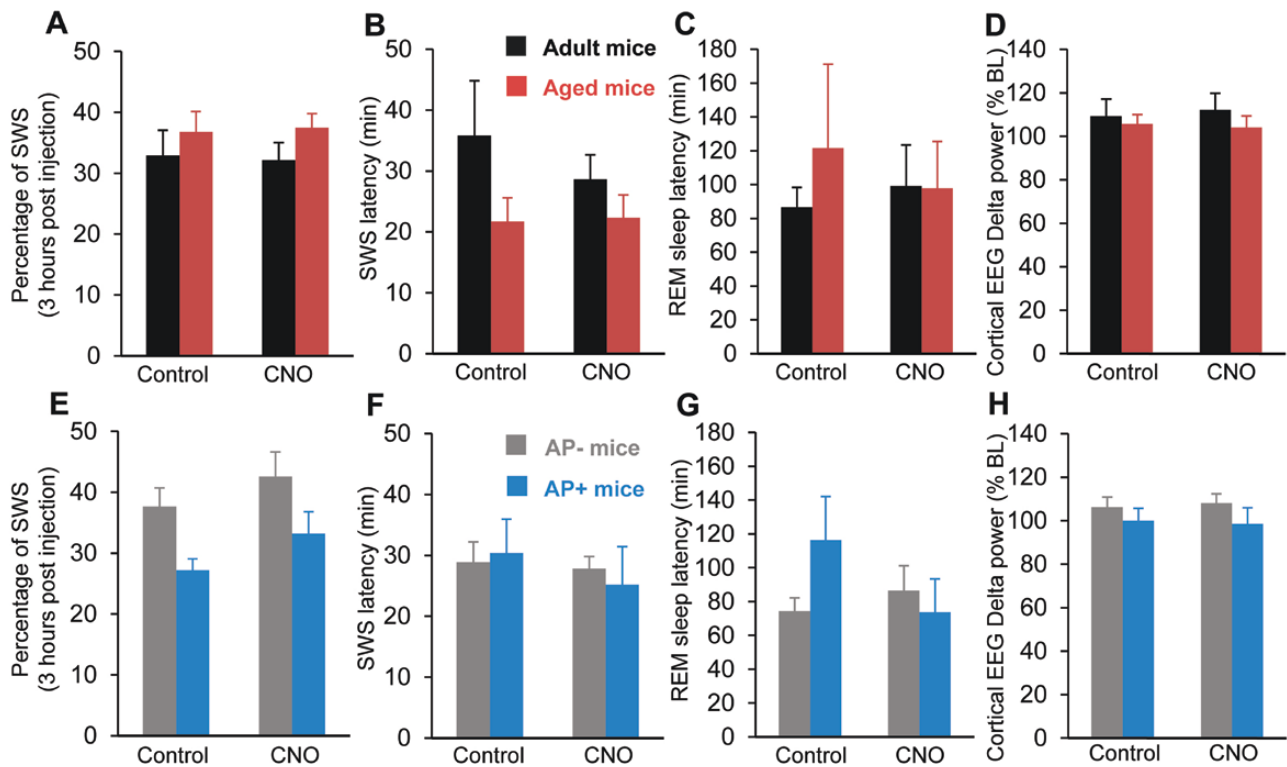 A
Percentage of SWS
(3 hours post injection)
50
40
30
20
10
0
Control
CNO
B
SWS latency (min)
50
40
30
20
10
0
Adult mice
Aged mice
Control
CNO
C
REM sleep latency (min)
180
160
140
120
100
80
60
40
20
0
Control
CNO
D
Cortical EEG Delta power (% BL)
140
120
100
80
60
40
20
0
Control
CNO
E
Percentage of SWS
(3 hours post injection)
50
40
30
20
10
0
Control
CNO
F
SWS latency (min)
50
40
30
20
10
0
AP- mice
AP+ mice
Control
CNO
G
REM sleep latency (min)
180
160
140
120
100
80
60
40
20
0
Control
CNO
H
Cortical EEG Delta power (% BL)
140
120
100
80
60
40
20
0
Control
CNO